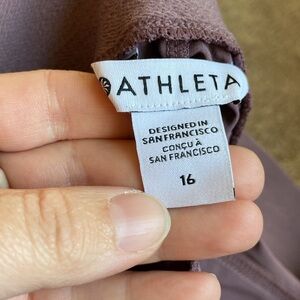 ATHLETA
DESIGNED IN
SAN FRANCISCO
CONÇU À
SAN FRANCISCO
16